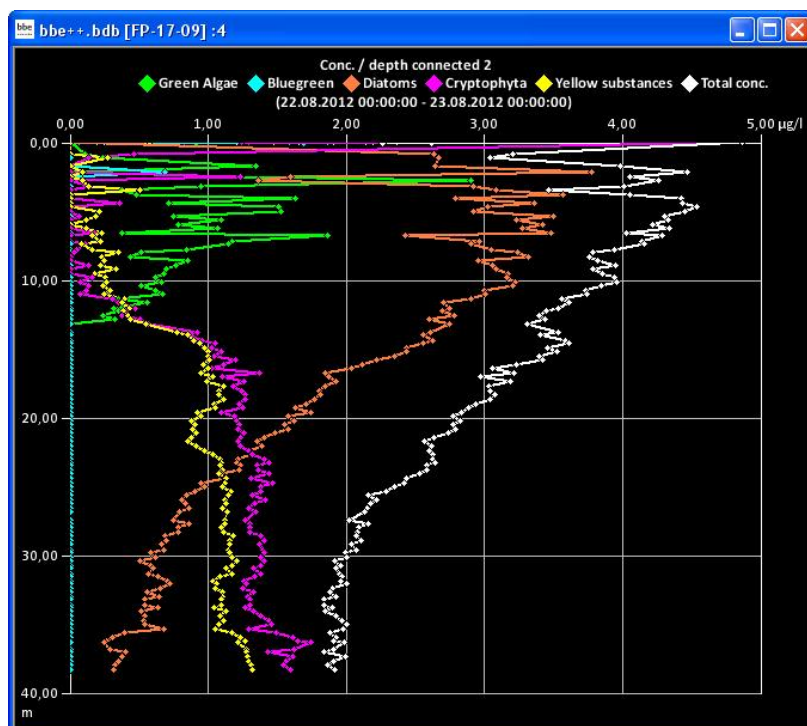 bbe
bbe++.bdb [FP-17-09] :4
Conc. / depth connected 2
Green Algae Bluegreen Diatoms Cryptophyta Yellow substances Total conc.
(22.08.2012 00:00:00 - 23.08.2012 00:00:00)
0,00 1,00 2,00 3,00 4,00 5,00 µg/l
0,00
10,00
20,00
30,00
40,00
m